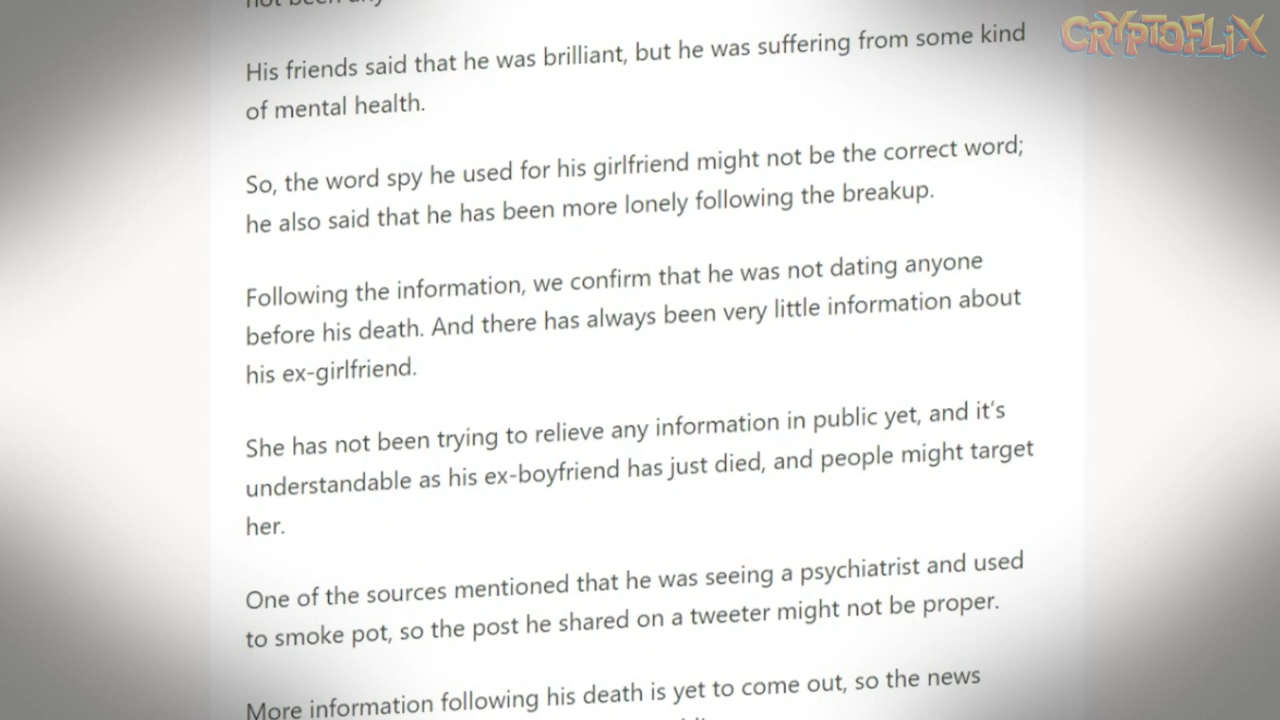 CRYPTOFLIX
not been any
His friends said that he was brilliant, but he was suffering from some kind
of mental health.
So, the word spy he used for his girlfriend might not be the correct word;
he also said that he has been more lonely following the breakup.
Following the information, we confirm that he was not dating anyone
before his death. And there has always been very little information about
his ex-girlfriend.
She has not been trying to relieve any information in public yet, and it's
understandable as his ex-boyfriend has just died, and people might target
her.
One of the sources mentioned that he was seeing a psychiatrist and used
to smoke pot, so the post he shared on a tweeter might not be proper.
More information following his death is yet to come out, so the news